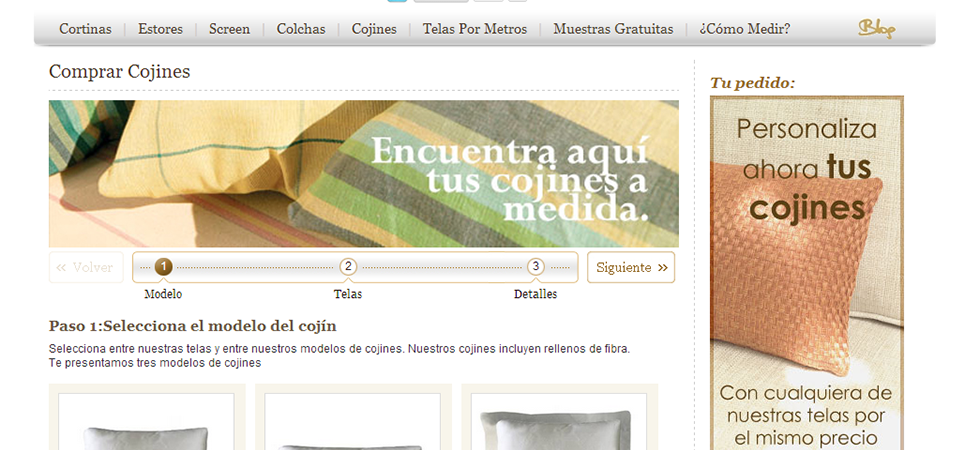 Cortinas
Estores
Screen
Colchas
Cojines
Telas Por Metros
Muestras Gratuitas
¿Cómo Medir?
Blog
Comprar Cojines
Encuentra aquí
tus cojines a
medida.
« Volver
1
2
3
Siguiente »
Modelo
Telas
Detalles
Paso 1:Selecciona el modelo del cojín
Selecciona entre nuestras telas y entre nuestros modelos de cojines. Nuestros cojines incluyen rellenos de fibra.
Te presentamos tres modelos de cojines
Tu pedido:
Personaliza
ahora tus
cojines
Con cualquiera de
nuestras telas por
el mismo precio